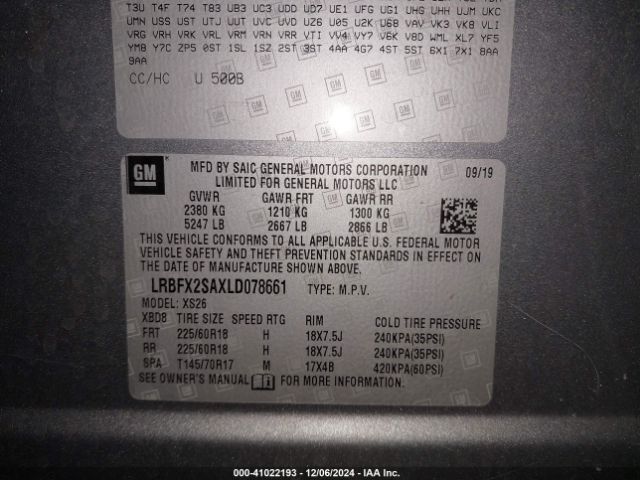 T3U T4F T74 T83 UB3 UC3 UDD UD7 UE1 UFG UG1 UHG UHH UJM UKC
UMN USS UST UTJ UUT UVC UVD UZ6 U05 U2K U68 VAV VK3 VK8 VLI
VRG VRH VRK VRL VRM VRN VRR VTI VV4 VY7 V6K V8D WML XL7 YF5
YM8 Y7C ZP5 0ST 1SL 1SZ 2ST 3ST 4AA 4G7 4ST 5ST 6X1 7X1 8AA
9AA
CC/HC U 500B
GM
MFD BY SAIC GENERAL MOTORS CORPORATION 09/19
LIMITED FOR GENERAL MOTORS LLC
GVWR GAWR FRT GAWR RR
2380 KG 1210 KG 1300 KG
5247 LB 2667 LB 2866 LB
THIS VEHICLE CONFORMS TO ALL APPLICABLE U.S. FEDERAL MOTOR
VEHICLE SAFETY AND THEFT PREVENTION STANDARDS IN EFFECT ON
THE DATE OF MANUFACTURE SHOWN ABOVE.
LRBFX2SAXLD078661 TYPE: M.P.V.
MODEL: XS26
XBD8 TIRE SIZE SPEED RTG RIM COLD TIRE PRESSURE
FRT 225/60R18 H 18X7.5J 240KPA(35PSI)
RR 225/60R18 H 18X7.5J 240KPA(35PSI)
SPA T145/70R17 M 17X4B 420KPA(60PSI)
SEE OWNER'S MANUAL FOR MORE INFORMATION.
000-41022193 - 12/06/2024 - IAA Inc.